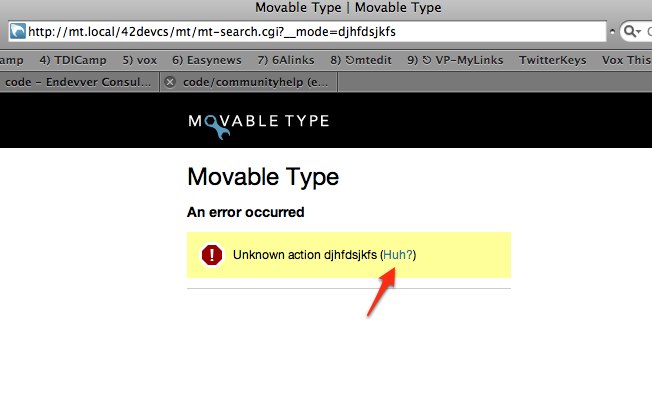 Movable Type | Movable Type
http://mt.local/42devcs/mt/mt-search.cgi?__mode=djhfdsjkfs
amp 4) TDICamp 5) vox 6) Easynews 7) 6Alinks 8) mtedit 9) VP-MyLinks TwitterKeys Vox This
code – Endevver Consul... code/communityhelp (e...
MOVABLE TYPE
Movable Type
An error occurred
Unknown action djhfdsjkfs (Huh?)